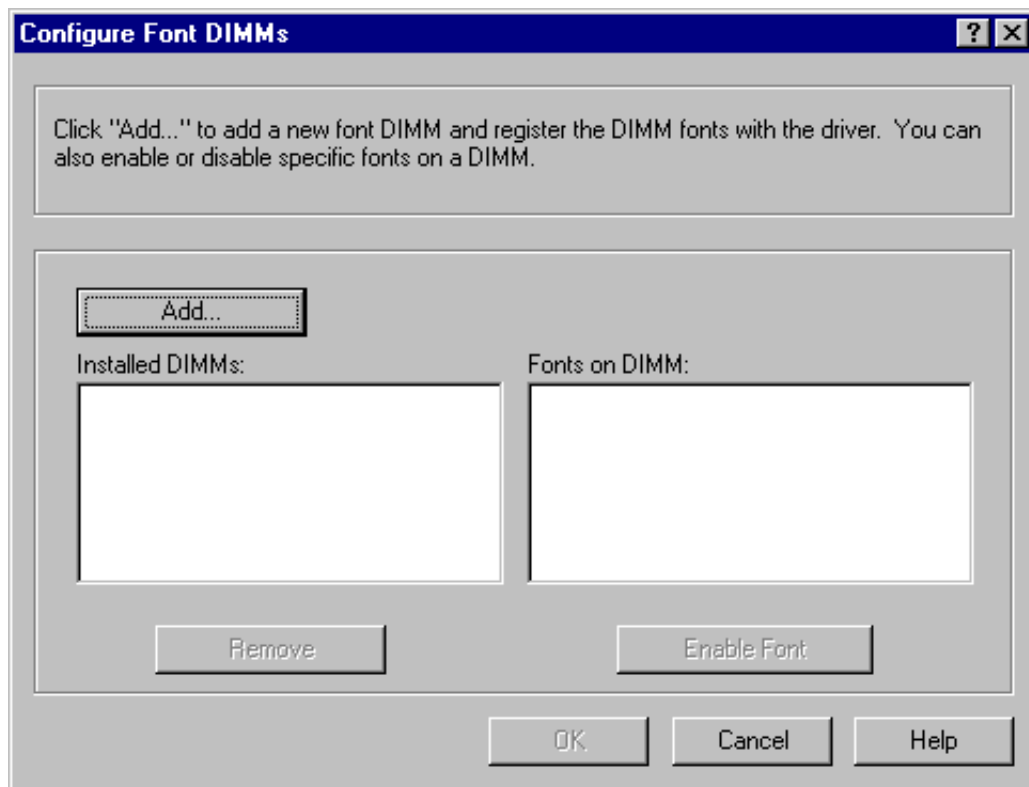 Configure Font DIMMs
Click "Add..." to add a new font DIMM and register the DIMM fonts with the driver.  You can
also enable or disable specific fonts on a DIMM.
Add...
Installed DIMMs:
Fonts on DIMM:
Remove
Enable Font
OK
Cancel
Help